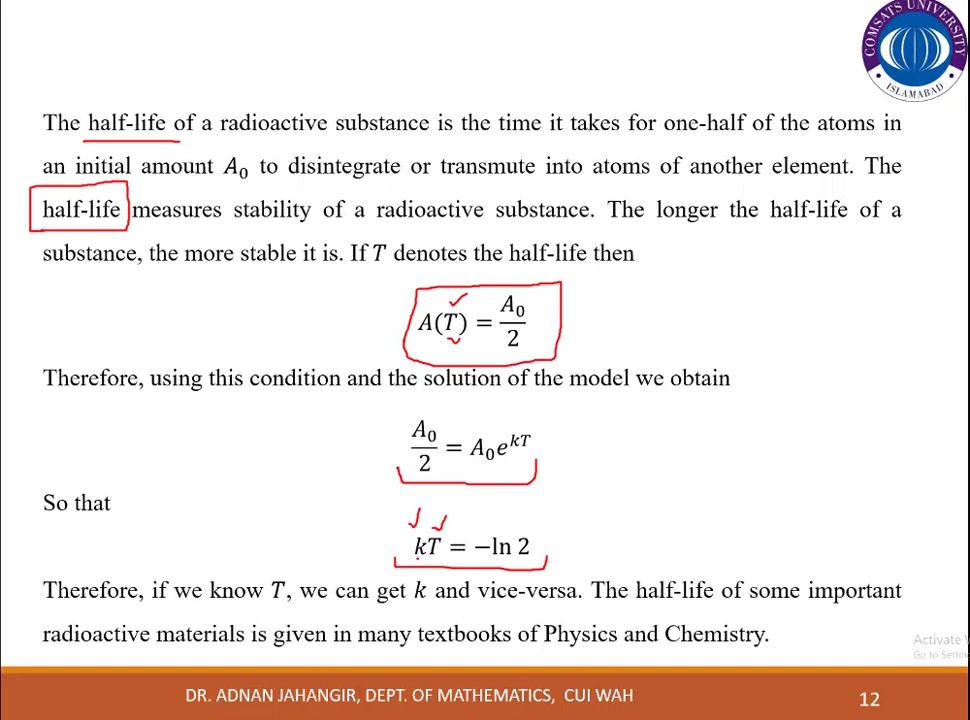 COMSATS UNIVERSITY
ISLAMABAD
The half-life of a radioactive substance is the time it takes for one-half of the atoms in
an initial amount A₀ to disintegrate or transmute into atoms of another element. The
half-life measures stability of a radioactive substance. The longer the half-life of a
substance, the more stable it is. If T denotes the half-life then
A(T) = A₀/2
Therefore, using this condition and the solution of the model we obtain
A₀/2 = A₀e^{kT}
So that
kT = −ln 2
Therefore, if we know T, we can get k and vice-versa. The half-life of some important
radioactive materials is given in many textbooks of Physics and Chemistry.
Activate
Go to Settin
DR. ADNAN JAHANGIR, DEPT. OF MATHEMATICS, CUI WAH
12